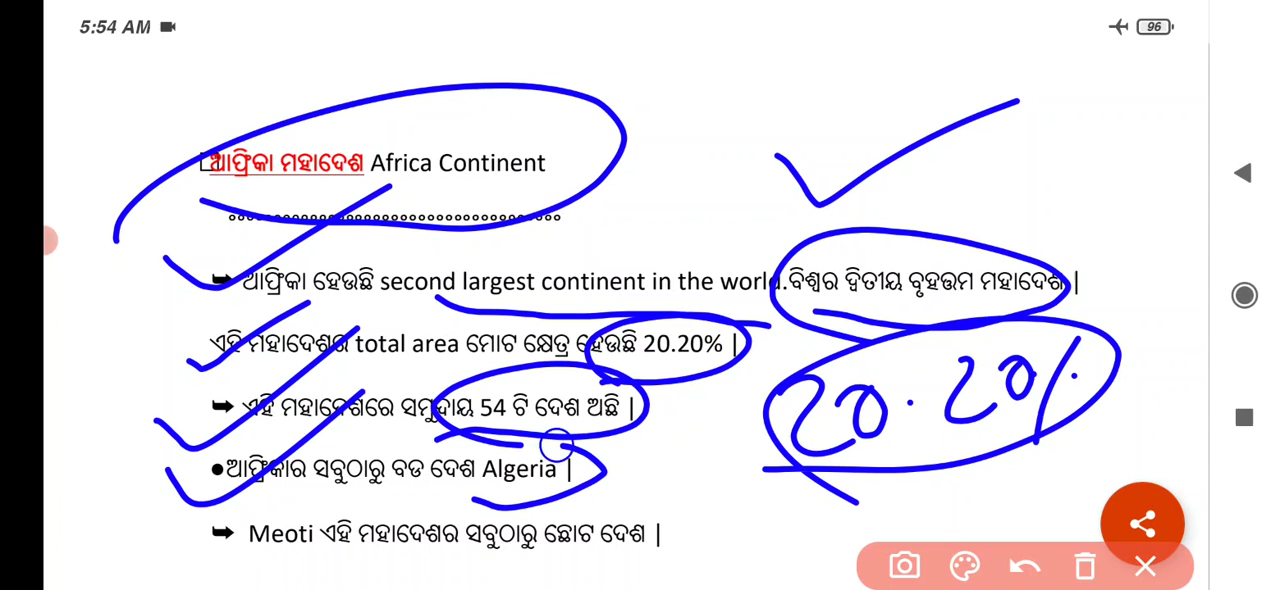 5:54 AM
96
ଆଫ୍ରିକା ମହାଦେଶ Africa Continent
➥ ଆଫ୍ରିକା ହେଉଛି second largest continent in the world.ବିଶ୍ୱର ଦ୍ଵିତୀୟ ବୃହତ୍ତମ ମହାଦେଶ |
ଏହି ମହାଦେଶର total area ମୋଟ କ୍ଷେତ୍ର ହେଉଛି 20.20% |
20.20%
➥ ଏହି ମହାଦେଶରେ ସମୁଦାୟ 54 ଟି ଦେଶ ଅଛି |
●ଆଫ୍ରିକାର ସବୁଠାରୁ ବଡ ଦେଶ Algeria |
➥ Meoti ଏହି ମହାଦେଶର ସବୁଠାରୁ ଛୋଟ ଦେଶ |